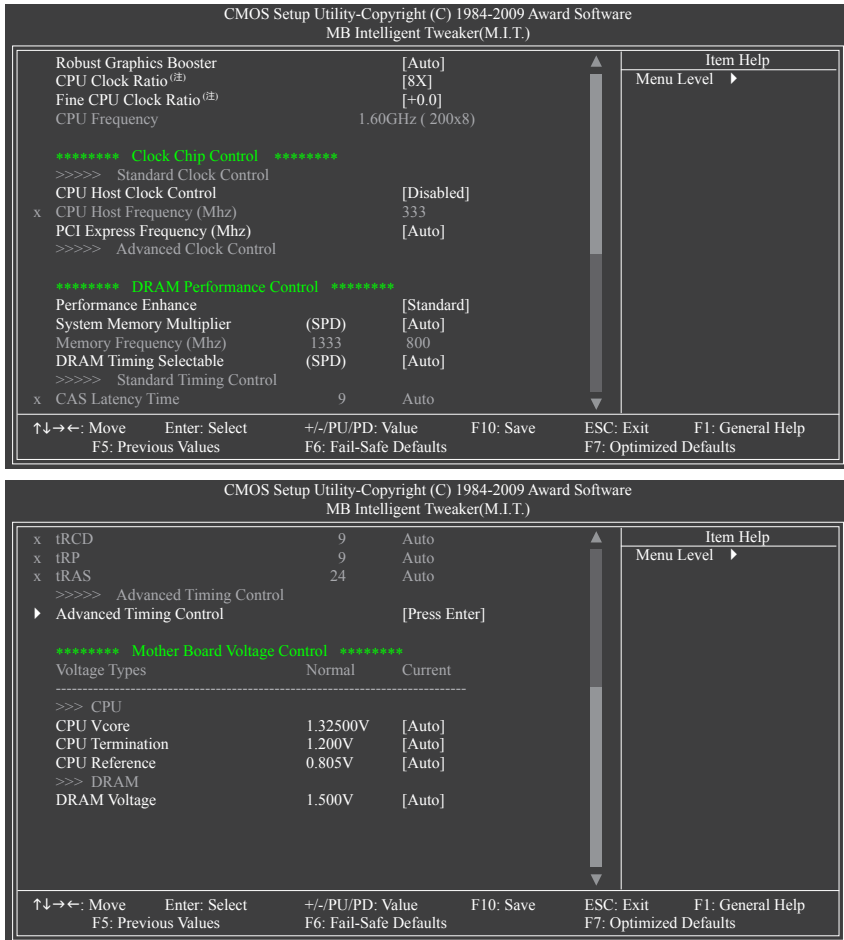 CMOS Setup Utility-Copyright (C) 1984-2009 Award Software
MB Intelligent Tweaker(M.I.T.)
Robust Graphics Booster [Auto]
CPU Clock Ratio (注) [8X]
Fine CPU Clock Ratio (注) [+0.0]
CPU Frequency 1.60GHz ( 200x8)
******** Clock Chip Control ********
>>>>> Standard Clock Control
CPU Host Clock Control [Disabled]
x CPU Host Frequency (Mhz) 333
PCI Express Frequency (Mhz) [Auto]
>>>>> Advanced Clock Control
******** DRAM Performance Control ********
Performance Enhance [Standard]
System Memory Multiplier (SPD) [Auto]
Memory Frequency (Mhz) 1333 800
DRAM Timing Selectable (SPD) [Auto]
>>>>> Standard Timing Control
x CAS Latency Time 9 Auto
Item Help
Menu Level ▶
↑↓→←: Move Enter: Select +/-/PU/PD: Value F10: Save ESC: Exit F1: General Help
F5: Previous Values F6: Fail-Safe Defaults F7: Optimized Defaults
CMOS Setup Utility-Copyright (C) 1984-2009 Award Software
MB Intelligent Tweaker(M.I.T.)
x tRCD 9 Auto
x tRP 9 Auto
x tRAS 24 Auto
>>>>> Advanced Timing Control
▶ Advanced Timing Control [Press Enter]
******** Mother Board Voltage Control ********
Voltage Types Normal Current
-----------------------------------------------------------------------------
>>> CPU
CPU Vcore 1.32500V [Auto]
CPU Termination 1.200V [Auto]
CPU Reference 0.805V [Auto]
>>> DRAM
DRAM Voltage 1.500V [Auto]
Item Help
Menu Level ▶
↑↓→←: Move Enter: Select +/-/PU/PD: Value F10: Save ESC: Exit F1: General Help
F5: Previous Values F6: Fail-Safe Defaults F7: Optimized Defaults